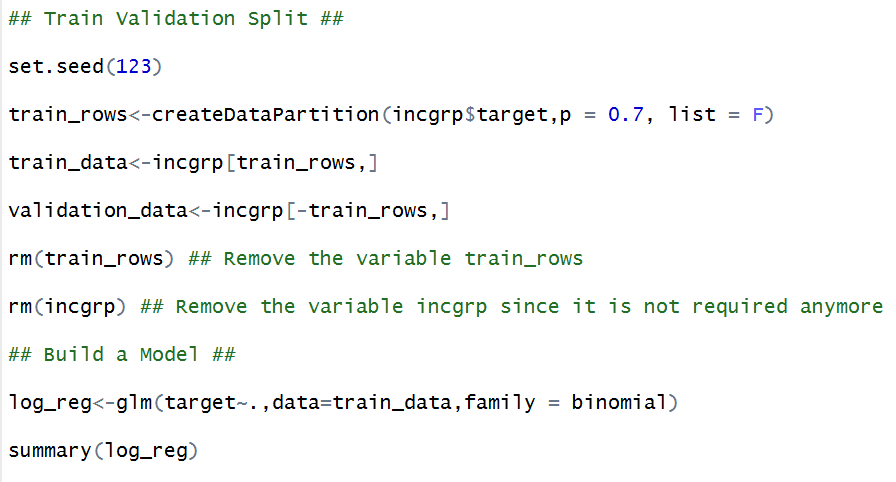 ## Train Validation Split ##
set.seed(123)
train_rows<-createDataPartition(incgrp$target,p = 0.7, list = F)
train_data<-incgrp[train_rows,]
validation_data<-incgrp[-train_rows,]
rm(train_rows) ## Remove the variable train_rows
rm(incgrp) ## Remove the variable incgrp since it is not required anymore
## Build a Model ##
log_reg<-glm(target~.,data=train_data,family = binomial)
summary(log_reg)